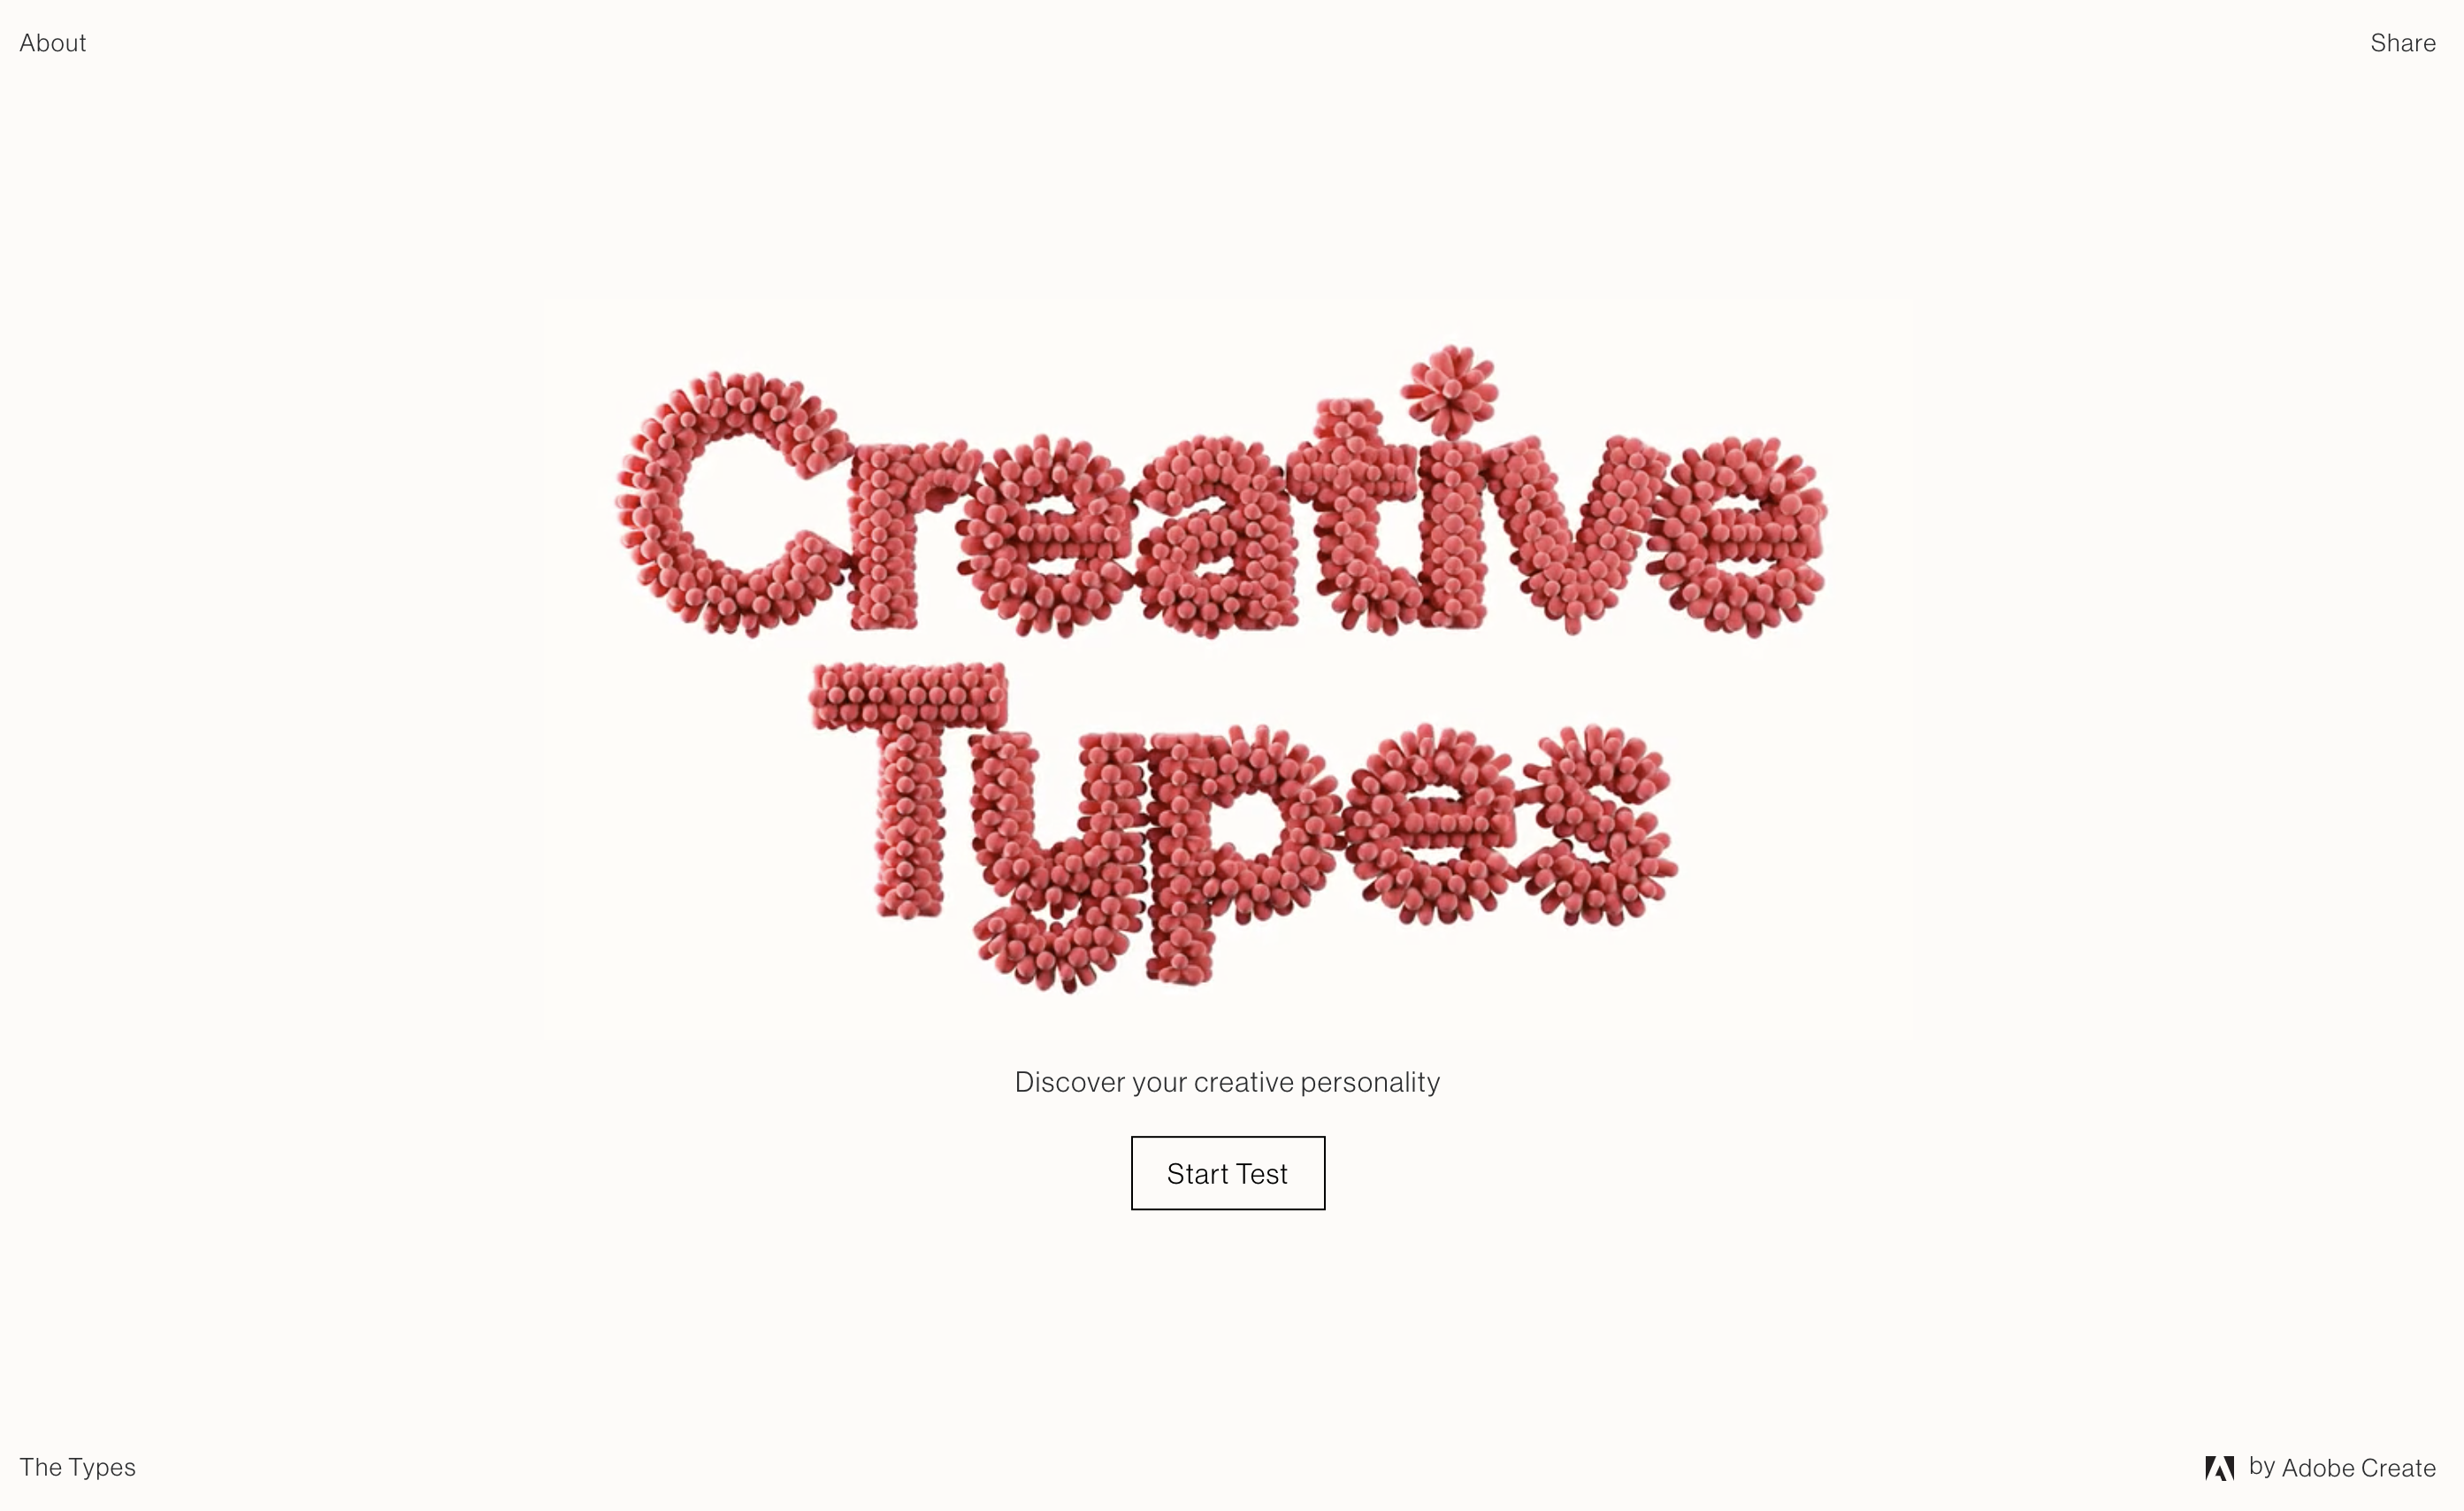 About
Share
Creative
Types
Discover your creative personality
Start Test
The Types
by Adobe Create